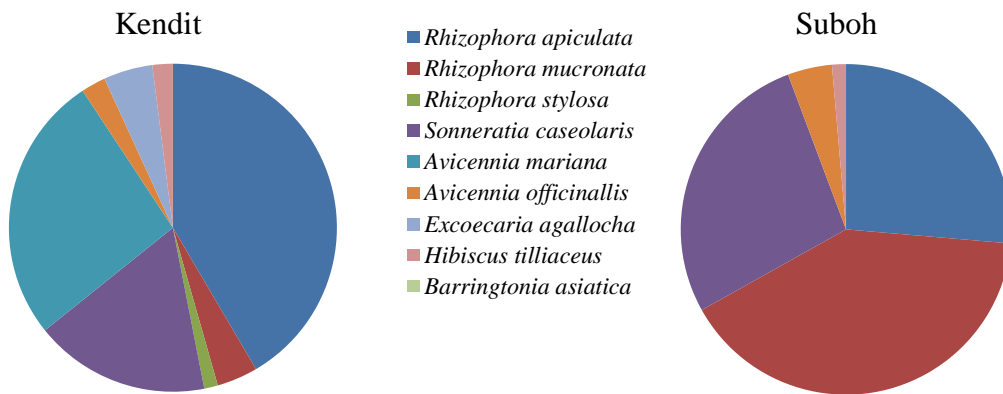 Kendit
Suboh
Rhizophora apiculata
Rhizophora mucronata
Rhizophora stylosa
Sonneratia caseolaris
Avicennia mariana
Avicennia officinallis
Excoecaria agallocha
Hibiscus tilliaceus
Barringtonia asiatica